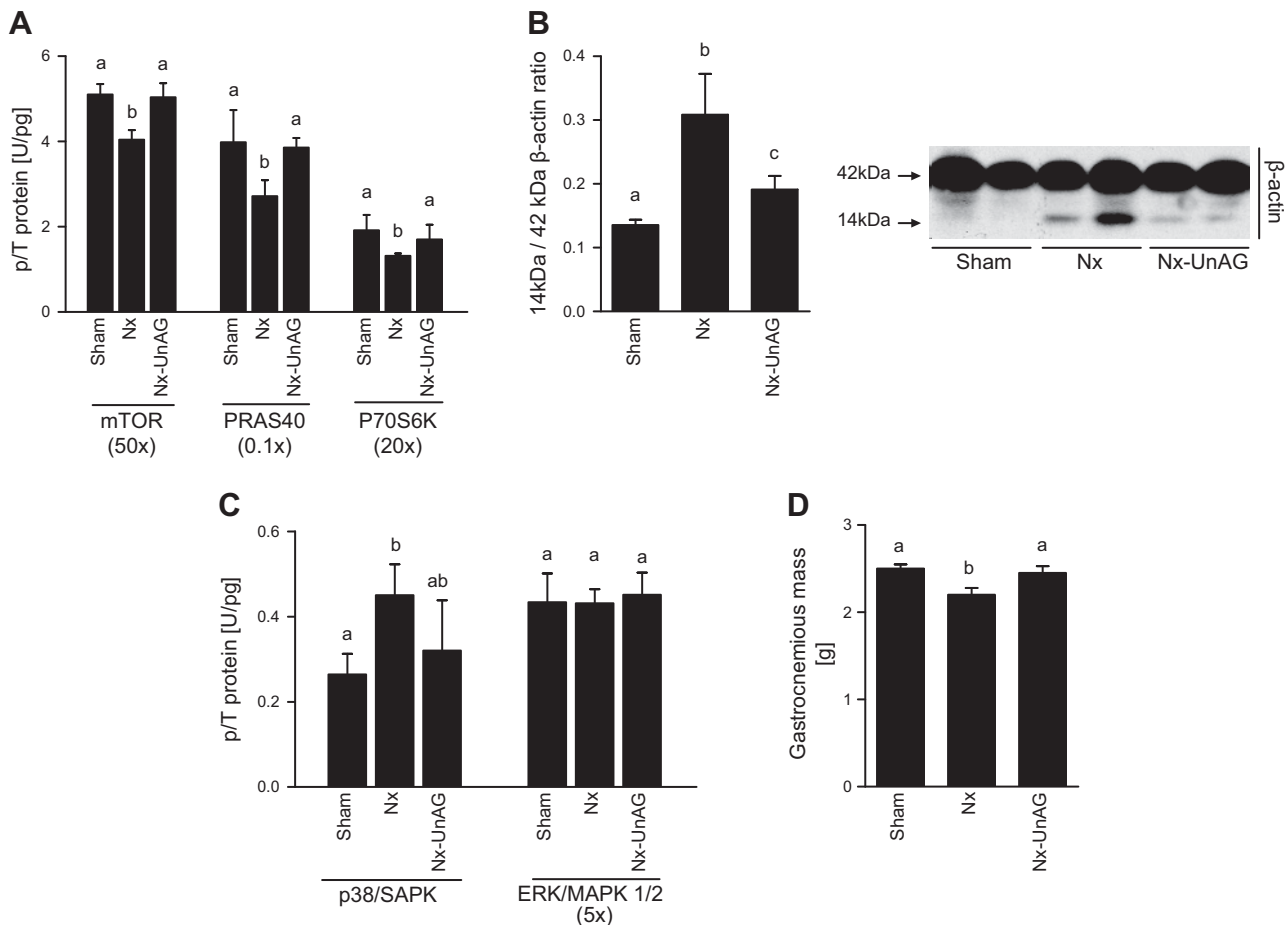 A
p/T protein [U/pg]
6
4
2
0
a
b
a
a
b
a
a
b
a
Sham
Nx
Nx-UnAG
Sham
Nx
Nx-UnAG
Sham
Nx
Nx-UnAG
mTOR
(50x)
PRAS40
(0.1x)
P70S6K
(20x)
B
14kDa / 42 kDa β-actin ratio
0.4
0.3
0.2
0.1
0.0
a
b
c
Sham
Nx
Nx-UnAG
42kDa
14kDa
β-actin
Sham
Nx
Nx-UnAG
C
p/T protein [U/pg]
0.6
0.4
0.2
0.0
a
b
ab
a
a
a
Sham
Nx
Nx-UnAG
Sham
Nx
Nx-UnAG
p38/SAPK
ERK/MAPK 1/2
(5x)
D
Gastrocnemious mass
[g]
3
2
1
0
a
b
a
Sham
Nx
Nx-UnAG